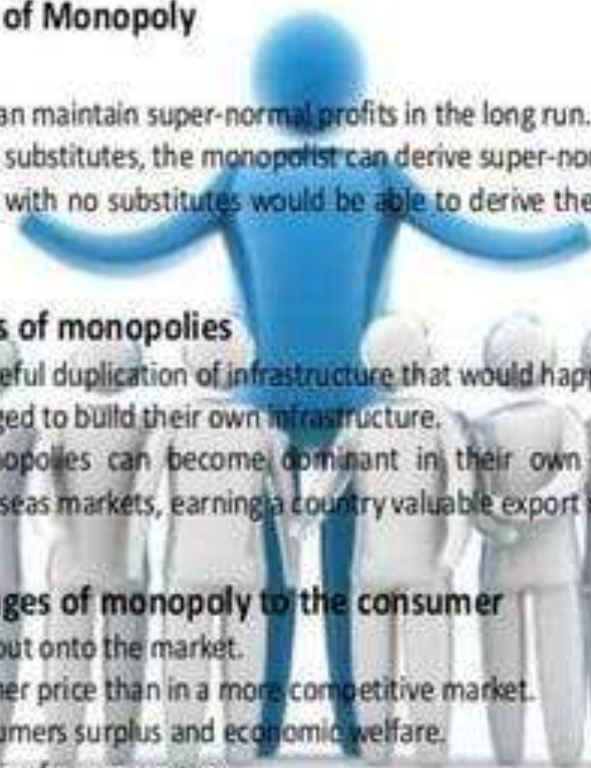 of Monopoly
an maintain super-normal profits in the long run.
substitutes, the monopolist can derive super-no
with no substitutes would be able to derive the
s of monopolies
eful duplication of infrastructure that would hap
ged to build their own infrastructure.
nopolies can become dominant in their own
seas markets, earning a country valuable export
ges of monopoly to the consumer
out onto the market.
her price than in a more competitive market.
umers surplus and economic welfare.